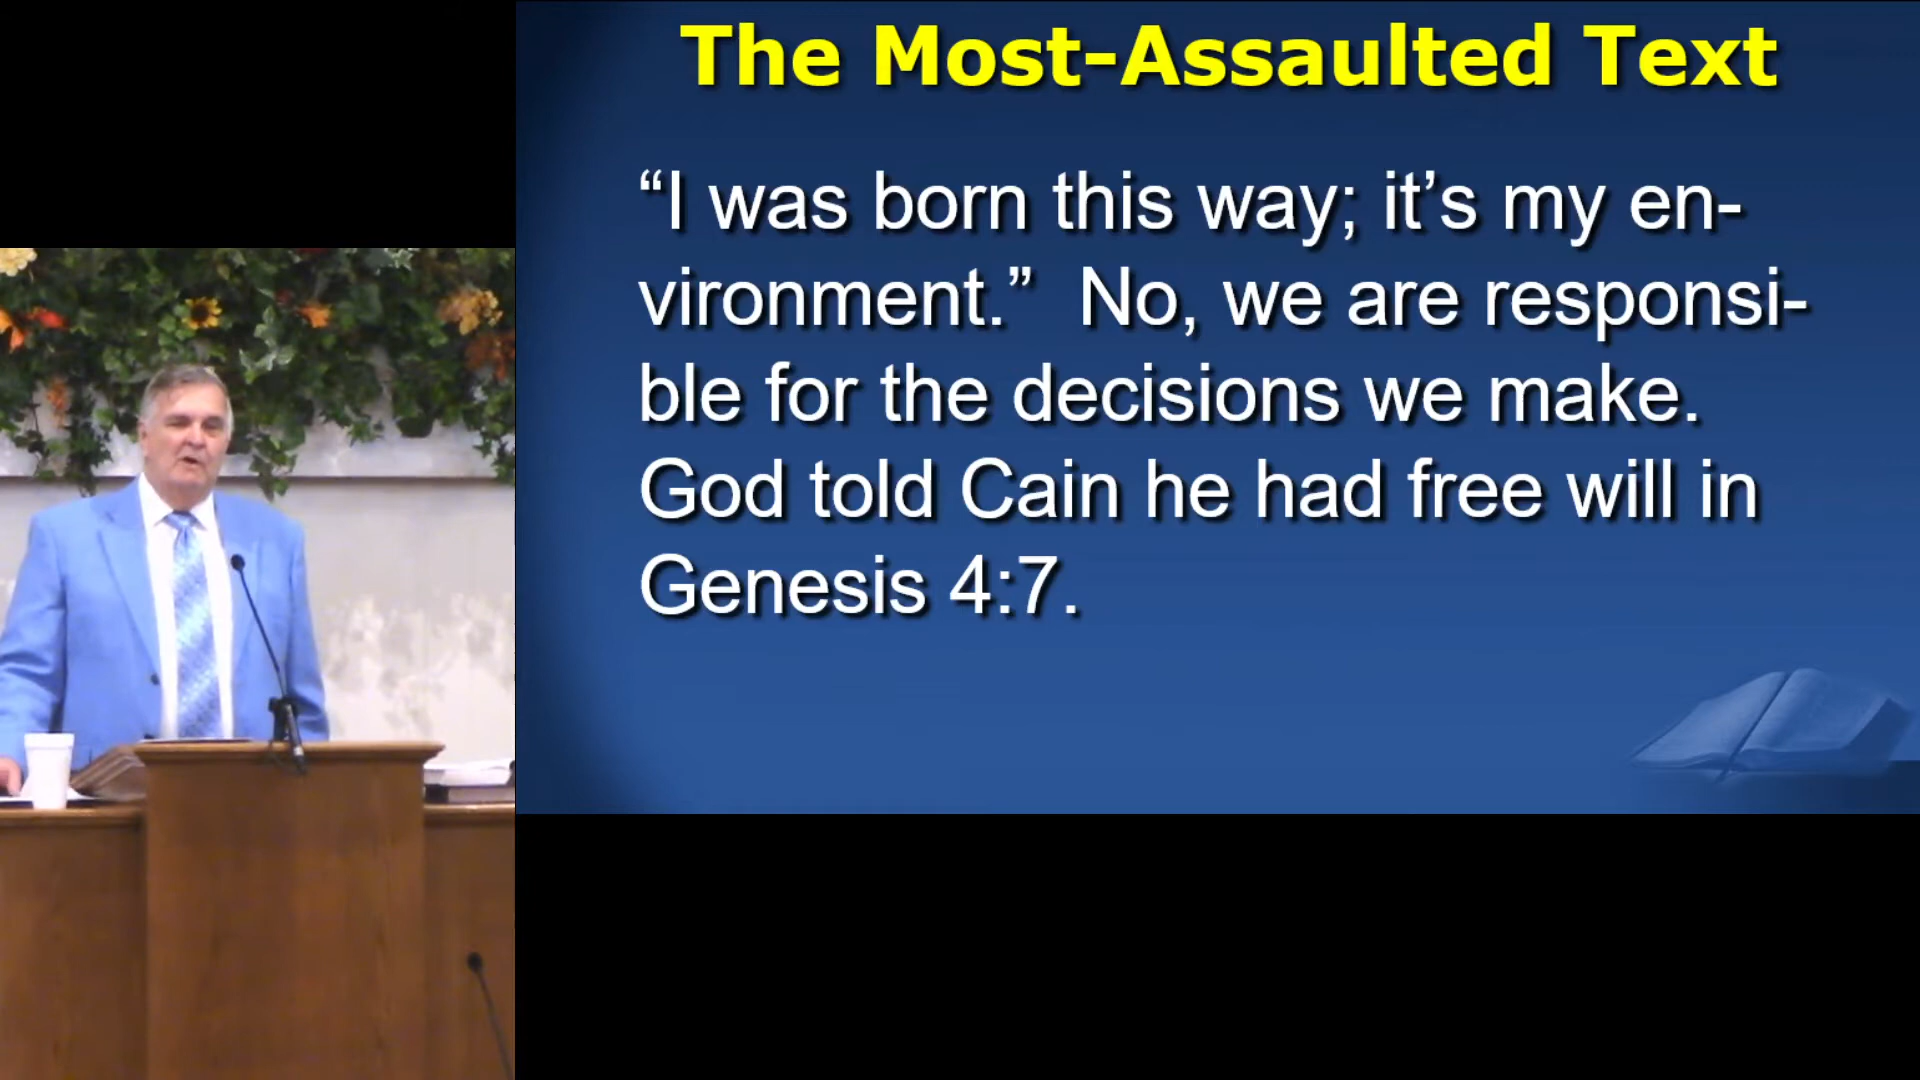 The Most-Assaulted Text
“I was born this way; it’s my en-
vironment.”  No, we are responsi-
ble for the decisions we make.
God told Cain he had free will in
Genesis 4:7.